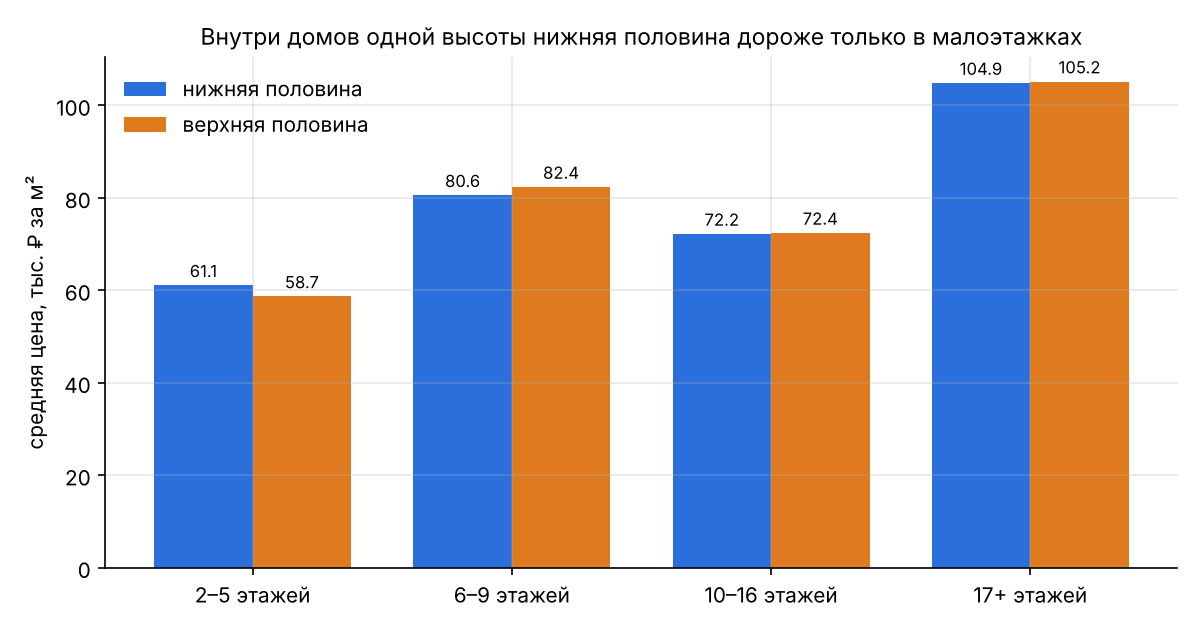 Внутри домов одной высоты нижняя половина дороже только в малоэтажках
нижняя половина
верхняя половина
средняя цена, тыс. ₽ за м²
100
80
60
40
20
0
61.1
58.7
80.6
82.4
72.2
72.4
104.9
105.2
2–5 этажей
6–9 этажей
10–16 этажей
17+ этажей